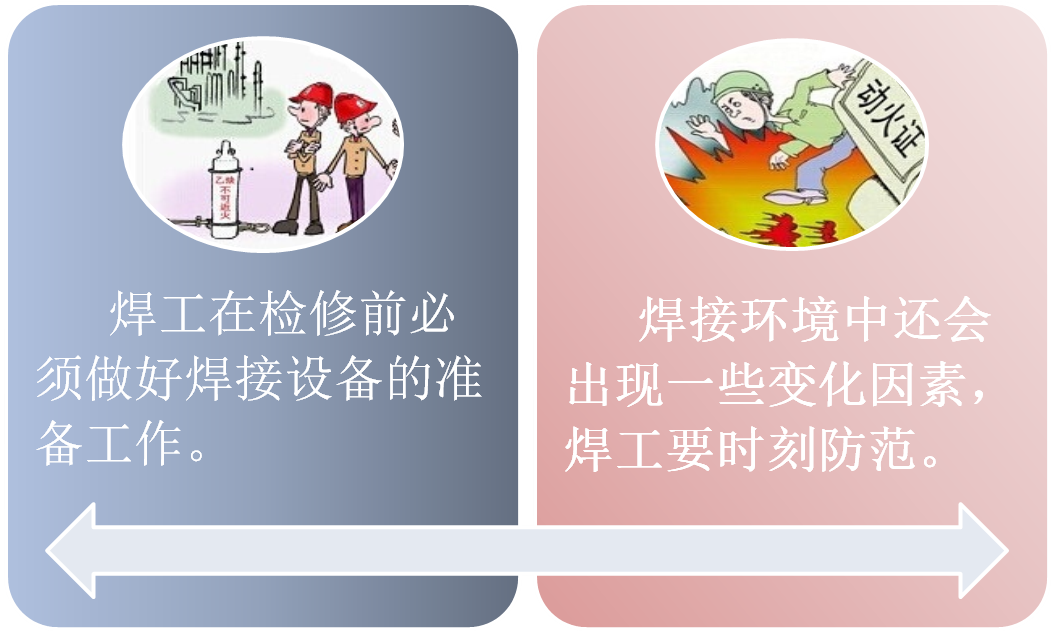 乙炔
不可返火
动火证
焊工在检修前必
须做好焊接设备的准
备工作。
焊接环境中还会
出现一些变化因素，
焊工要时刻防范。